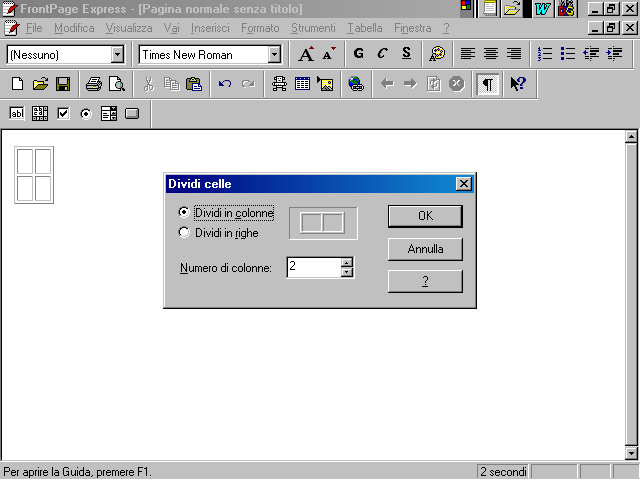 FrontPage Express - [Pagina normale senza titolo]
File Modifica Visualizza Vai Inserisci Formato Strumenti Tabella Finestra ?
(Nessuno) Times New Roman A A G C S
abl
Dividi celle
Dividi in colonne
Dividi in righe
Numero di colonne: 2
OK
Annulla
?
Per aprire la Guida, premere F1. 2 secondi